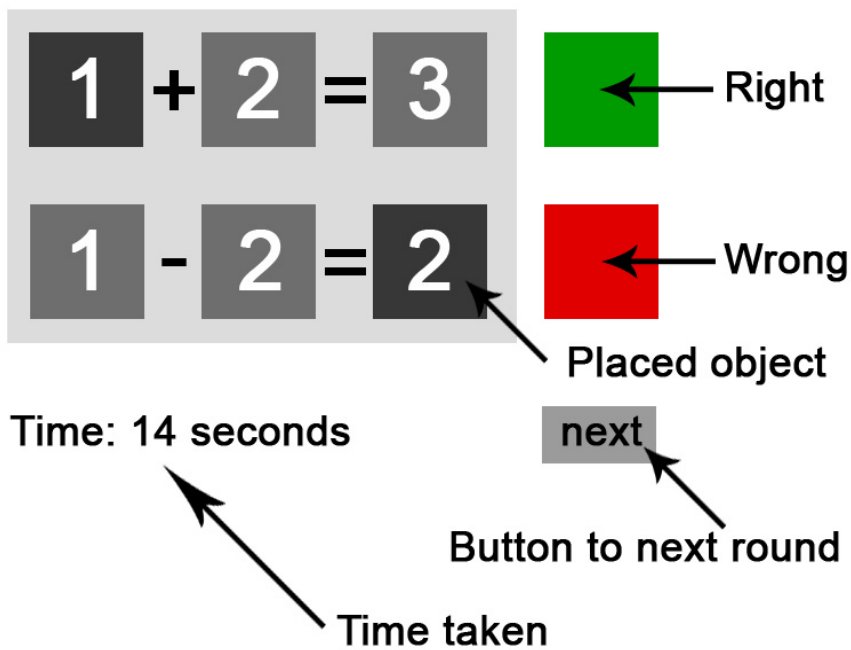 1 + 2 = 3
Right
1 - 2 = 2
Wrong
Placed object
Time: 14 seconds
next
Button to next round
Time taken